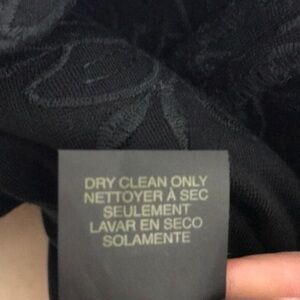 DRY CLEAN ONLY
NETTOYER À SEC
SEULEMENT
LAVAR EN SECO
SOLAMENTE